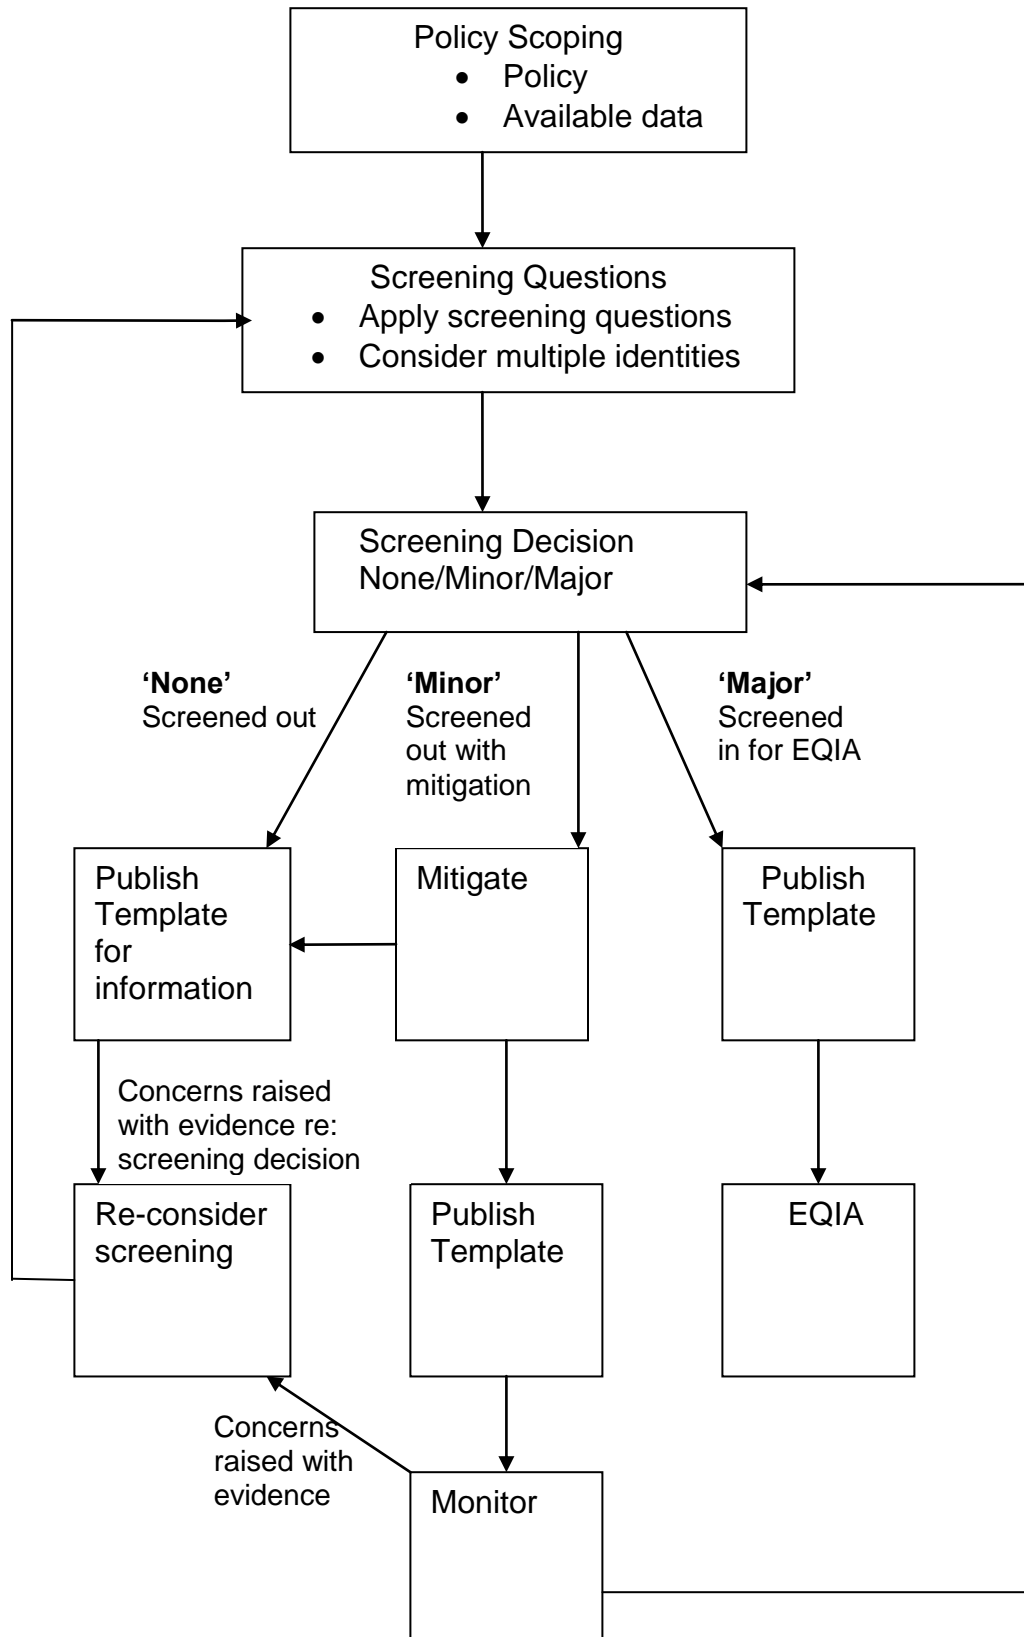 Policy Scoping
• Policy
• Available data
Screening Questions
• Apply screening questions
• Consider multiple identities
Screening Decision
None/Minor/Major
‘None’
Screened out
‘Minor’
Screened
out with
mitigation
‘Major’
Screened
in for EQIA
Publish
Template
for
information
Mitigate
Publish
Template
Concerns raised
with evidence re:
screening decision
Re-consider
screening
Publish
Template
EQIA
Concerns
raised with
evidence
Monitor